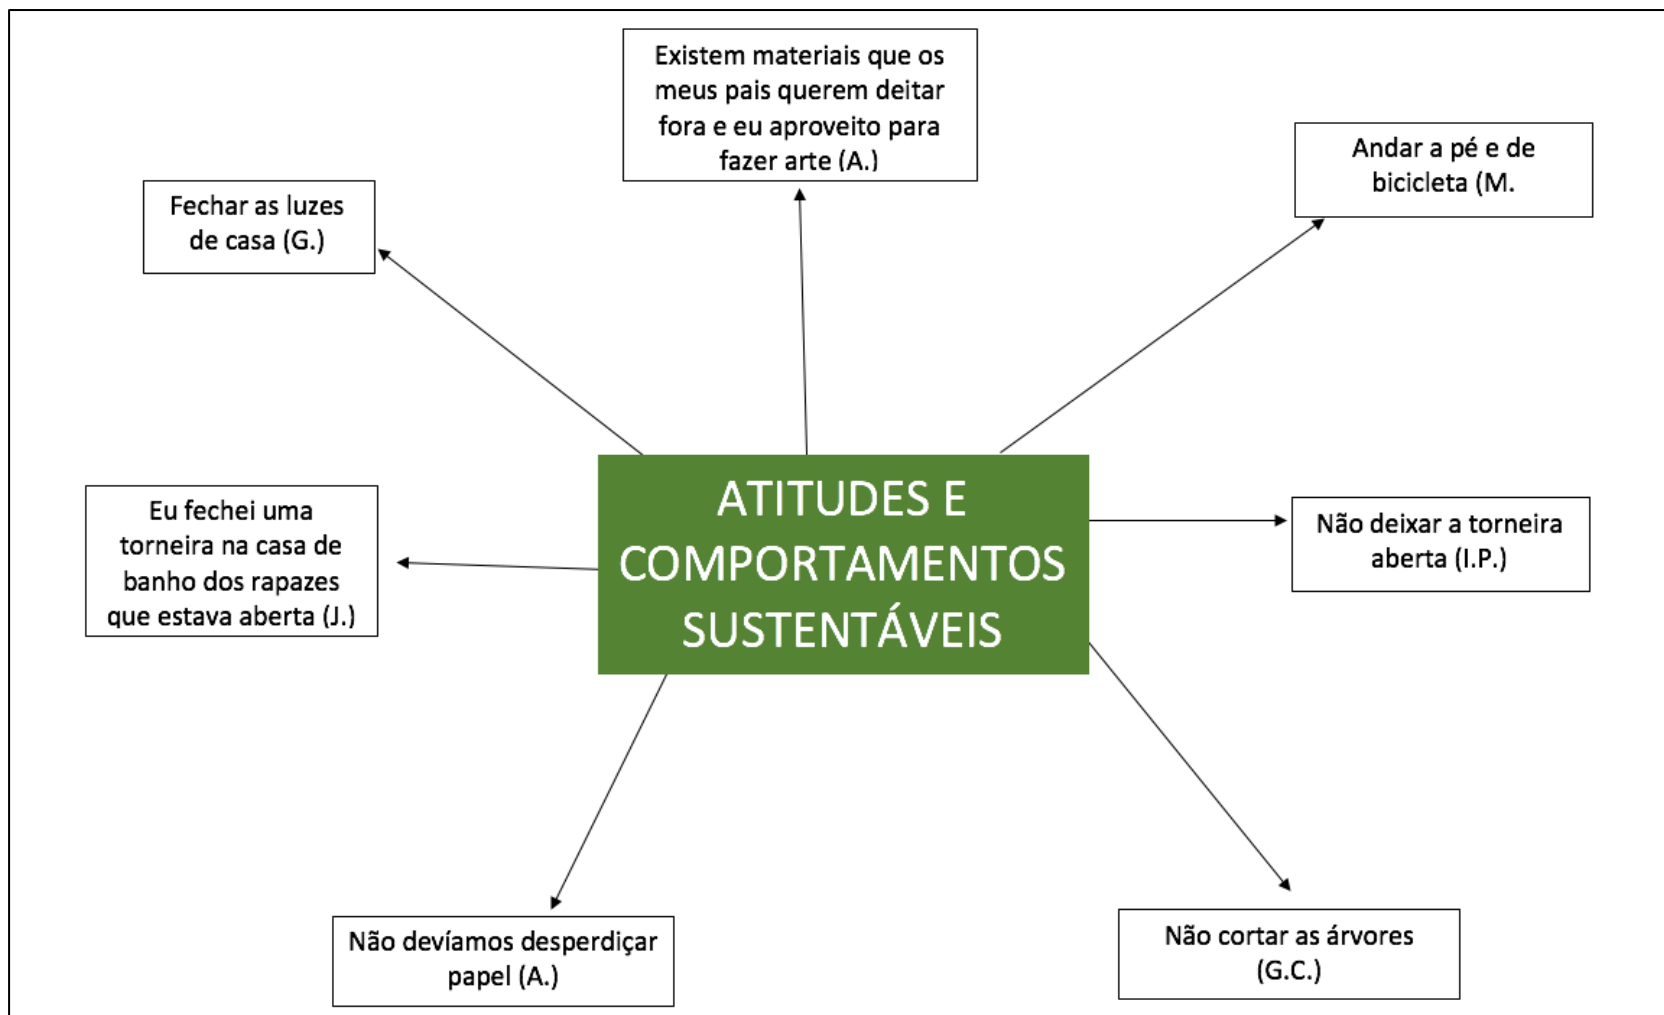 Existem materiais que os
meus pais querem deitar
fora e eu aproveito para
fazer arte (A.)
Andar a pé e de
bicicleta (M.
Fechar as luzes
de casa (G.)
ATITUDES E
COMPORTAMENTOS
SUSTENTÁVEIS
Eu fechei uma
torneira na casa de
banho dos rapazes
que estava aberta (J.)
Não deixar a torneira
aberta (I.P.)
Não devíamos desperdiçar
papel (A.)
Não cortar as árvores
(G.C.)